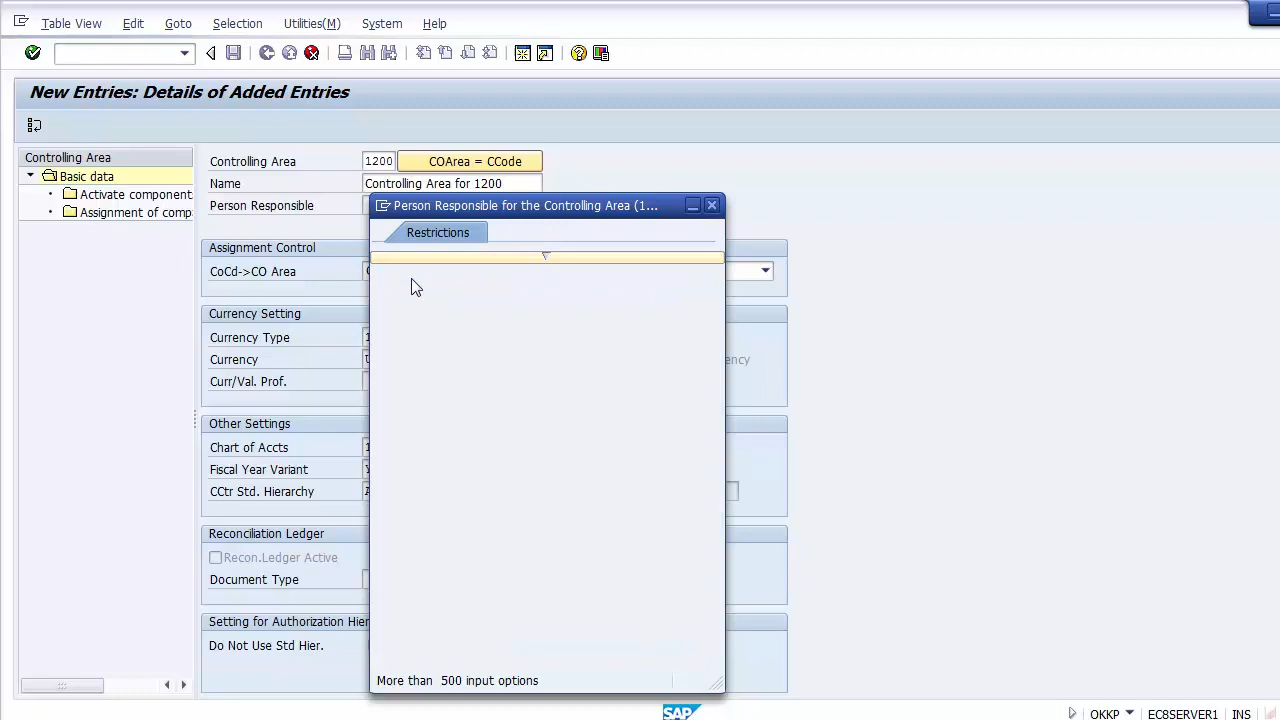 Table View Edit Goto Selection Utilities(M) System Help
New Entries: Details of Added Entries
Controlling Area
Basic data
Activate component
Assignment of comp
Controlling Area 1200 COArea = CCode
Name Controlling Area for 1200
Person Responsible
Assignment Control
CoCd->CO Area
Currency Setting
Currency Type 1
Currency
Curr/Val. Prof.
Other Settings
Chart of Accts 1
Fiscal Year Variant
CCtr Std. Hierarchy
Reconciliation Ledger
Recon.Ledger Active
Document Type
Setting for Authorization Hier
Do Not Use Std Hier.
Person Responsible for the Controlling Area (1...
Restrictions
More than 500 input options
ency
SAP
OKKP EC8SERVER1 INS